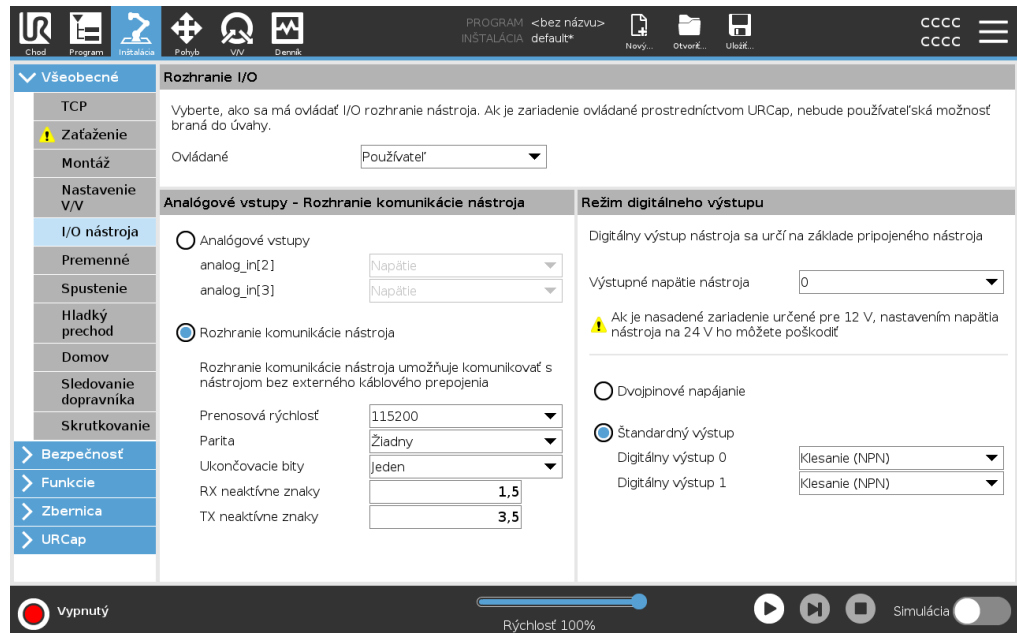 UR
Chod
Program
Inštalácia
Pohyb
V/V
Denník
PROGRAM <bez názvu>
INŠTALÁCIA default*
Nový...
Otvoriť...
Uložiť...
CCCC
CCCC
Všeobecné
TCP
Zaťaženie
Montáž
Nastavenie
V/V
I/O nástroja
Premenné
Spustenie
Hladký
prechod
Domov
Sledovanie
dopravníka
Skrutkovanie
Bezpečnosť
Funkcie
Zbernica
URCap
Rozhranie I/O
Vyberte, ako sa má ovládať I/O rozhranie nástroja. Ak je zariadenie ovládané prostredníctvom URCap, nebude používateľská možnosť
braná do úvahy.
Ovládané Používateľ
Analógové vstupy - Rozhranie komunikácie nástroja
Analógové vstupy
analog_in[2] Napätie
analog_in[3] Napätie
Rozhranie komunikácie nástroja
Rozhranie komunikácie nástroja umožňuje komunikovať s
nástrojom bez externého káblového prepojenia
Prenosová rýchlosť 115200
Parita Žiadny
Ukončovacie bity Jeden
RX neaktívne znaky 1,5
TX neaktívne znaky 3,5
Režim digitálneho výstupu
Digitálny výstup nástroja sa určí na základe pripojeného nástroja
Výstupné napätie nástroja 0
Ak je nasadené zariadenie určené pre 12 V, nastavením napätia
nástroja na 24 V ho môžete poškodiť
Dvojpinové napájanie
Štandardný výstup
Digitálny výstup 0 Klesanie (NPN)
Digitálny výstup 1 Klesanie (NPN)
Vypnutý
Rýchlosť 100%
Simulácia